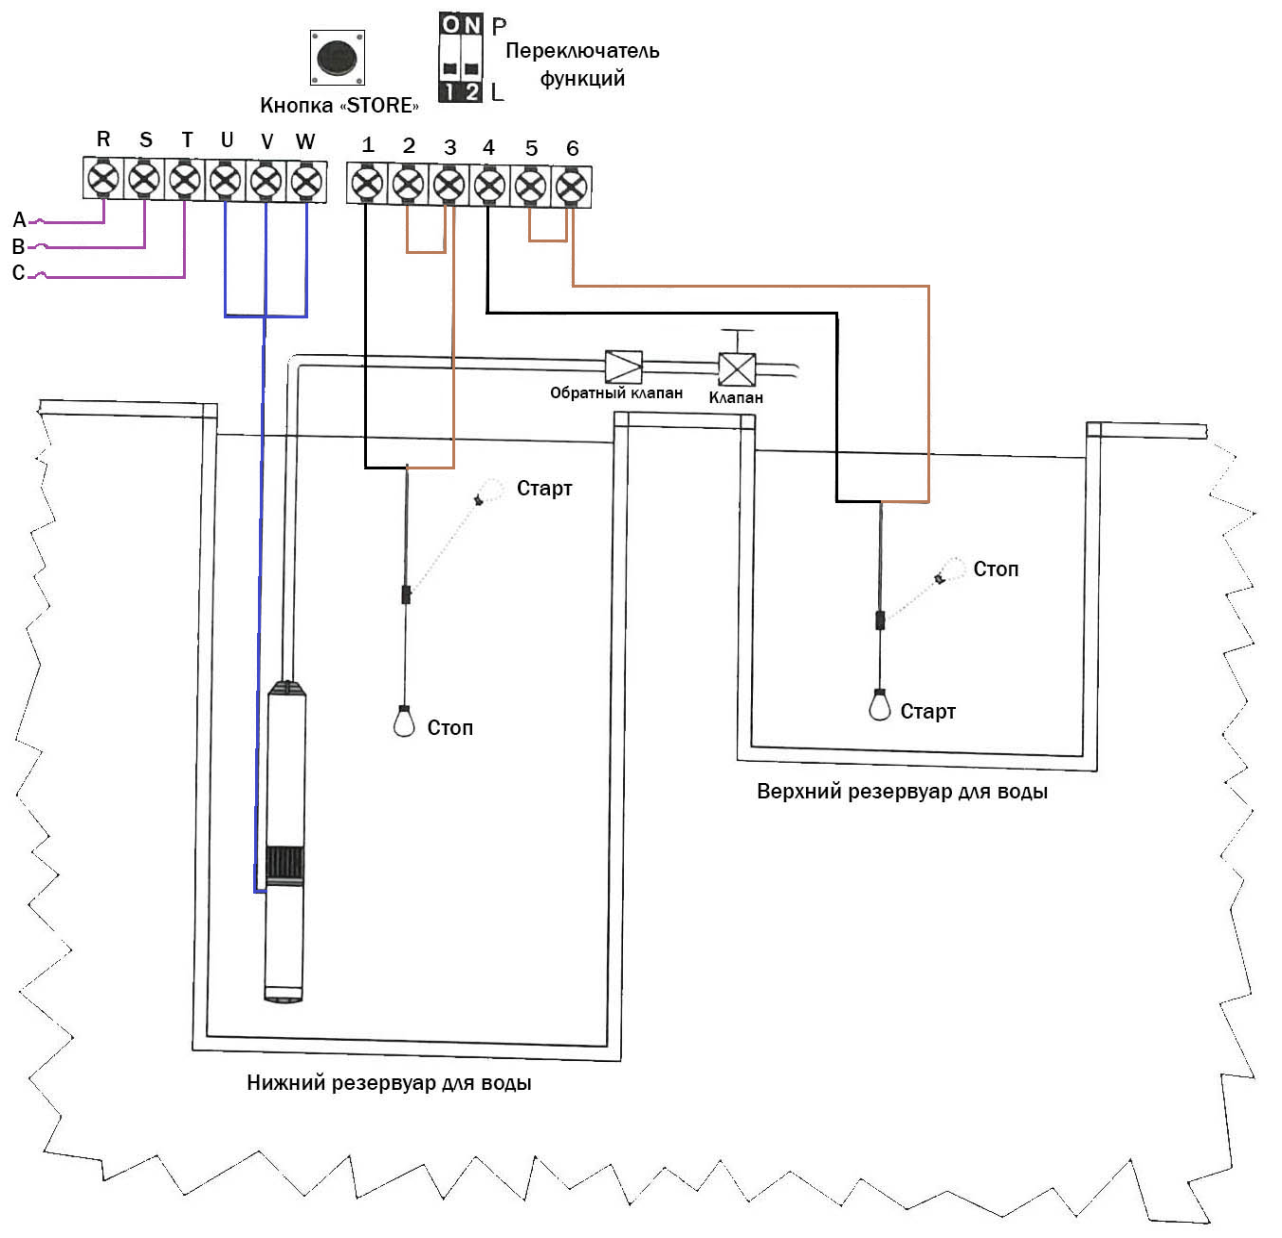 ON P
Переключатель
функций
1 2 L
Кнопка «STORE»
R S T U V W
1 2 3 4 5 6
A
B
C
Обратный клапан
Клапан
Старт
Стоп
Стоп
Старт
Верхний резервуар для воды
Нижний резервуар для воды